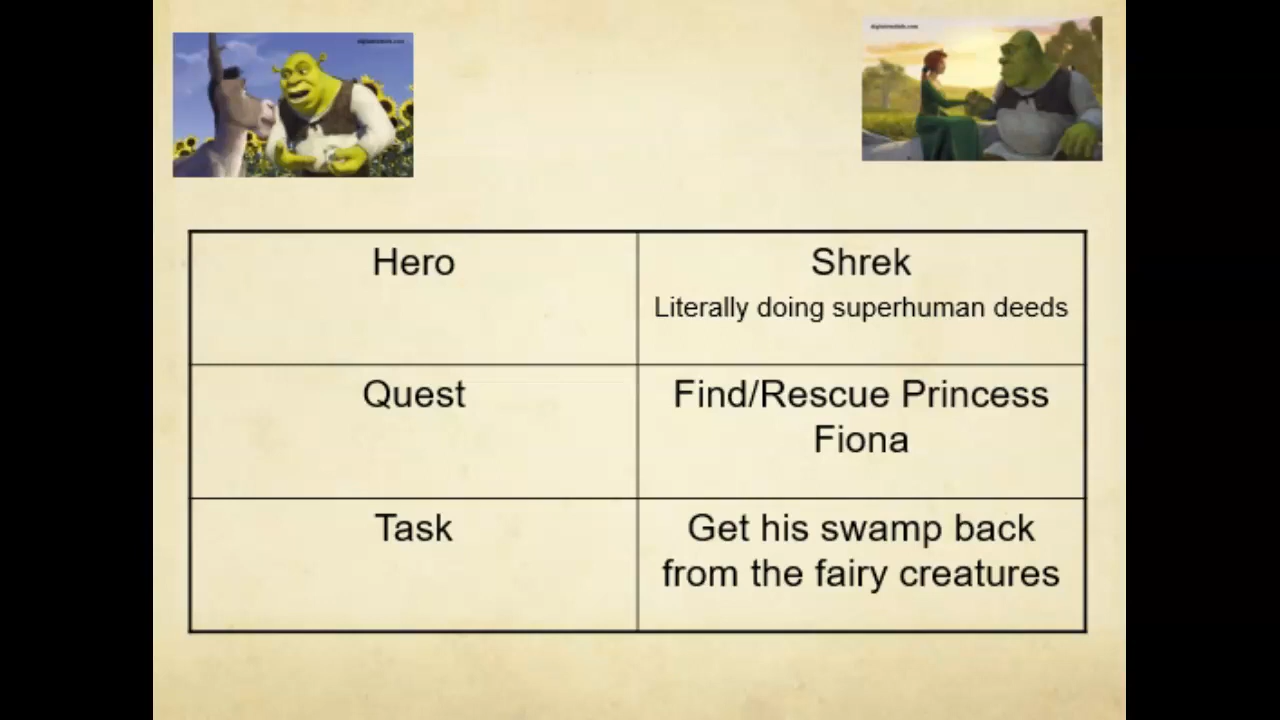 Hero
Shrek
Literally doing superhuman deeds
Quest
Find/Rescue Princess
Fiona
Task
Get his swamp back
from the fairy creatures